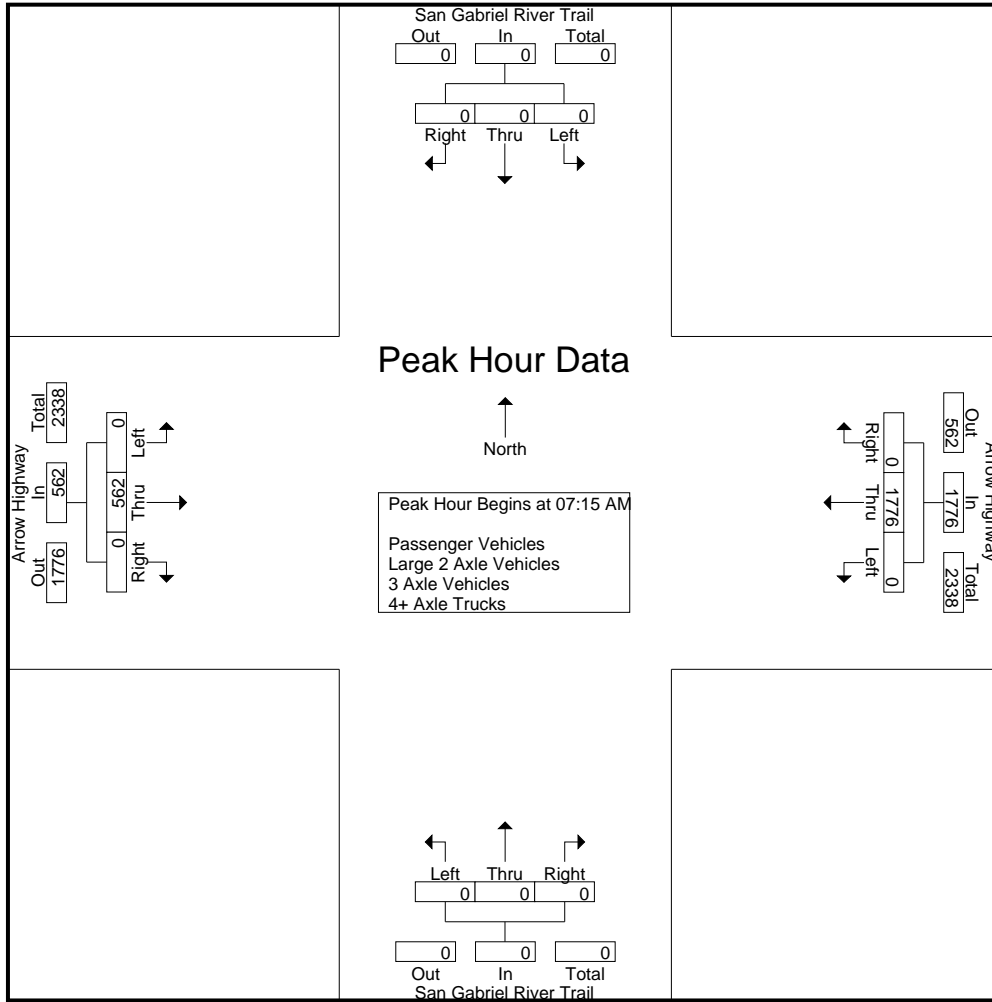 San Gabriel River Trail
Out In Total
0 0 0
0 0 0
Right Thru Left
Peak Hour Data
North
Peak Hour Begins at 07:15 AM
Passenger Vehicles
Large 2 Axle Vehicles
3 Axle Vehicles
4+ Axle Trucks
Arrow Highway
Out In Total
1776 562 2338
0 562 0
Right Thru Left
Arrow Highway
Out In Total
562 1776 2338
0 1776 0
Right Thru Left
Left Thru Right
0 0 0
0 0 0
Out In Total
San Gabriel River Trail